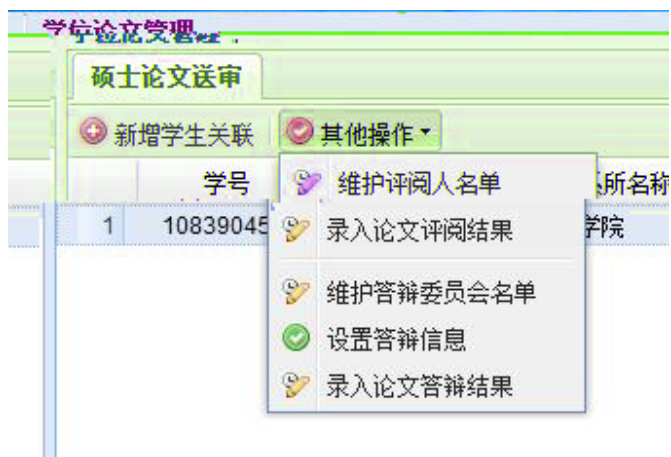 学位论文管理
硕士论文送审
新增学生关联 其他操作
学号 所名称
维护评阅人名单
1 10839045 学院
录入论文评阅结果
维护答辩委员会名单
设置答辩信息
录入论文答辩结果